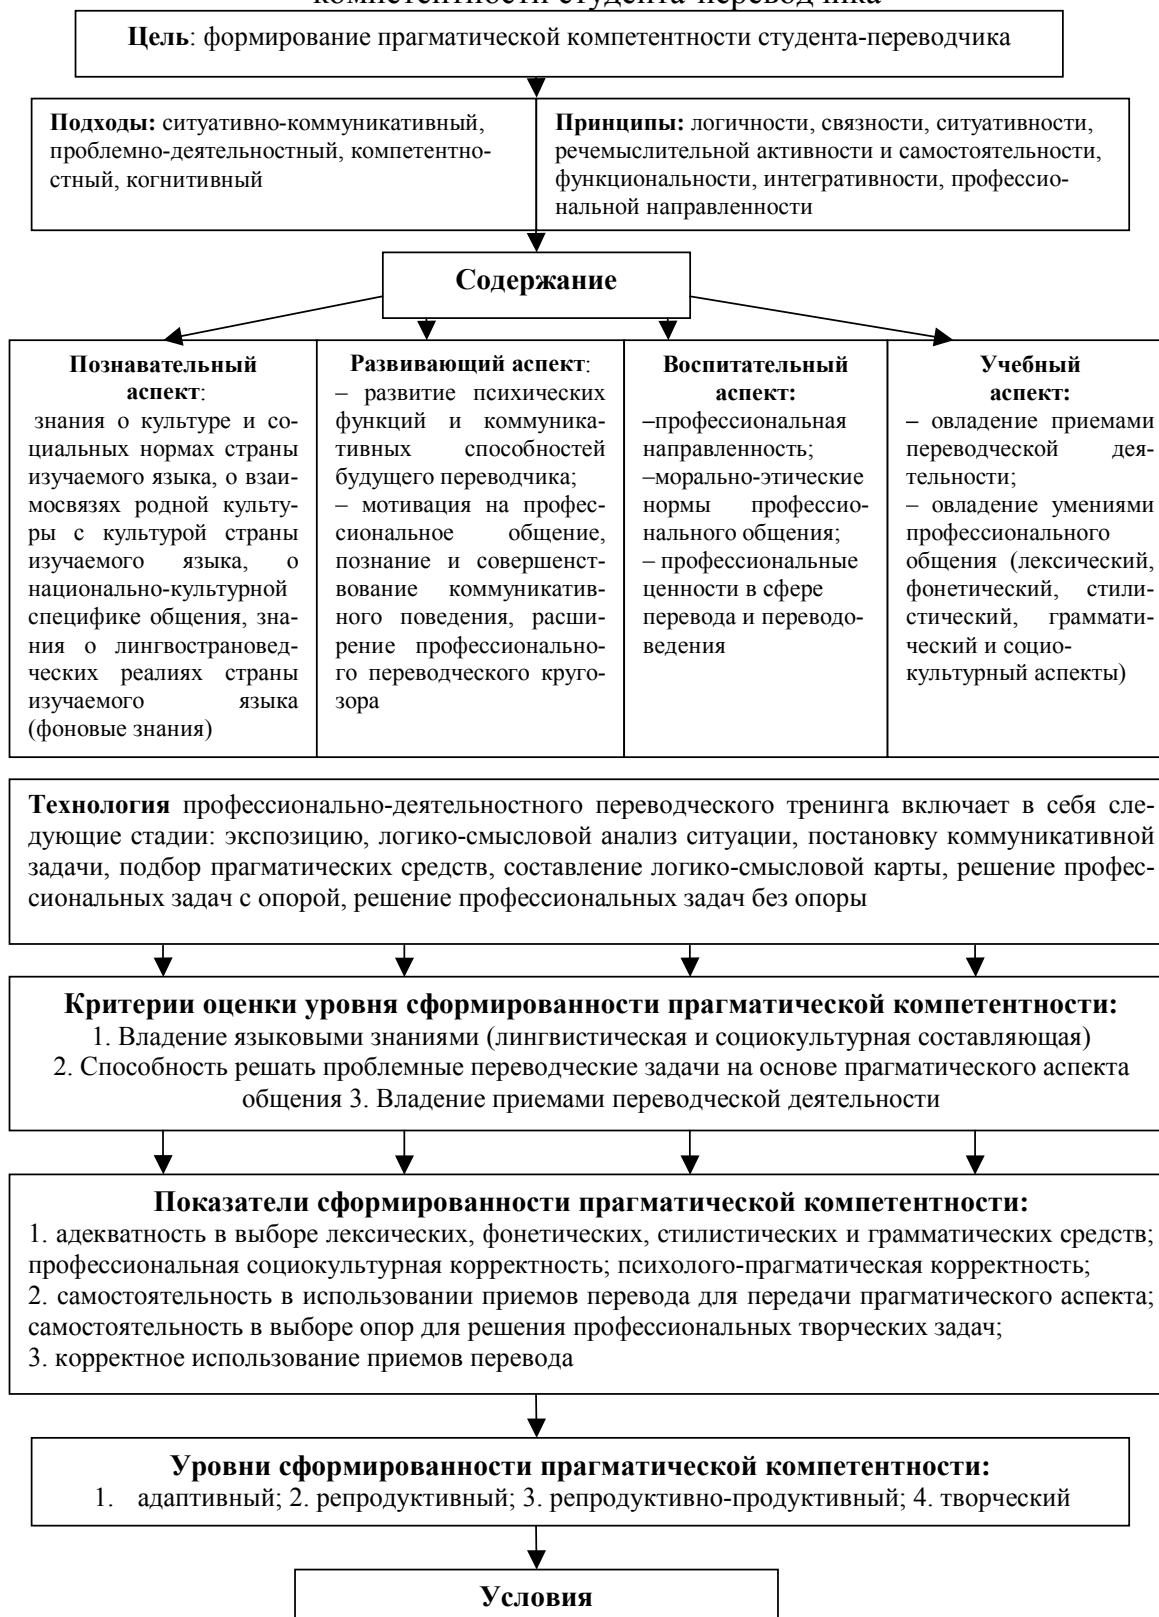 компетентности студента-переводчика
Цель: формирование прагматической компетентности студента-переводчика
Подходы: ситуативно-коммуникативный,
проблемно-деятельностный, компетентно-
стный, когнитивный
Принципы: логичности, связности, ситуативности,
речемыслительной активности и самостоятельности,
функциональности, интегративности, профессио-
нальной направленности
Содержание
Познавательный
аспект:
знания о культуре и со-
циальных нормах страны
изучаемого языка, о взаи-
мосвязях родной культу-
ры с культурой страны
изучаемого языка, о
национально-культурной
специфике общения, зна-
ния о лингвострановед-
ческих реалиях страны
изучаемого языка
(фоновые знания)
Развивающий аспект:
– развитие психических
функций и коммуника-
тивных способностей
будущего переводчика;
– мотивация на профес-
сиональное общение,
познание и совершенст-
вование коммуникатив-
ного поведения, расши-
рение профессионально-
го переводческого круго-
зора
Воспитательный
аспект:
–профессиональная
направленность;
–морально-этические
нормы профессио-
нального общения;
– профессиональные
ценности в сфере
перевода и переводо-
ведения
Учебный
аспект:
– овладение приемами
переводческой дея-
тельности;
– овладение умениями
профессионального
общения (лексический,
фонетический, стили-
стический, граммати-
ческий и социо-
культурный аспекты)
Технология профессионально-деятельностного переводческого тренинга включает в себя сле-
дующие стадии: экспозицию, логико-смысловой анализ ситуации, постановку коммуникативной
задачи, подбор прагматических средств, составление логико-смысловой карты, решение профес-
сиональных задач с опорой, решение профессиональных задач без опоры
Критерии оценки уровня сформированности прагматической компетентности:
1. Владение языковыми знаниями (лингвистическая и социокультурная составляющая)
2. Способность решать проблемные переводческие задачи на основе прагматического аспекта
общения 3. Владение приемами переводческой деятельности
Показатели сформированности прагматической компетентности:
1. адекватность в выборе лексических, фонетических, стилистических и грамматических средств;
профессиональная социокультурная корректность; психолого-прагматическая корректность;
2. самостоятельность в использовании приемов перевода для передачи прагматического аспекта;
самостоятельность в выборе опор для решения профессиональных творческих задач;
3. корректное использование приемов перевода
Уровни сформированности прагматической компетентности:
1. адаптивный; 2. репродуктивный; 3. репродуктивно-продуктивный; 4. творческий
Условия